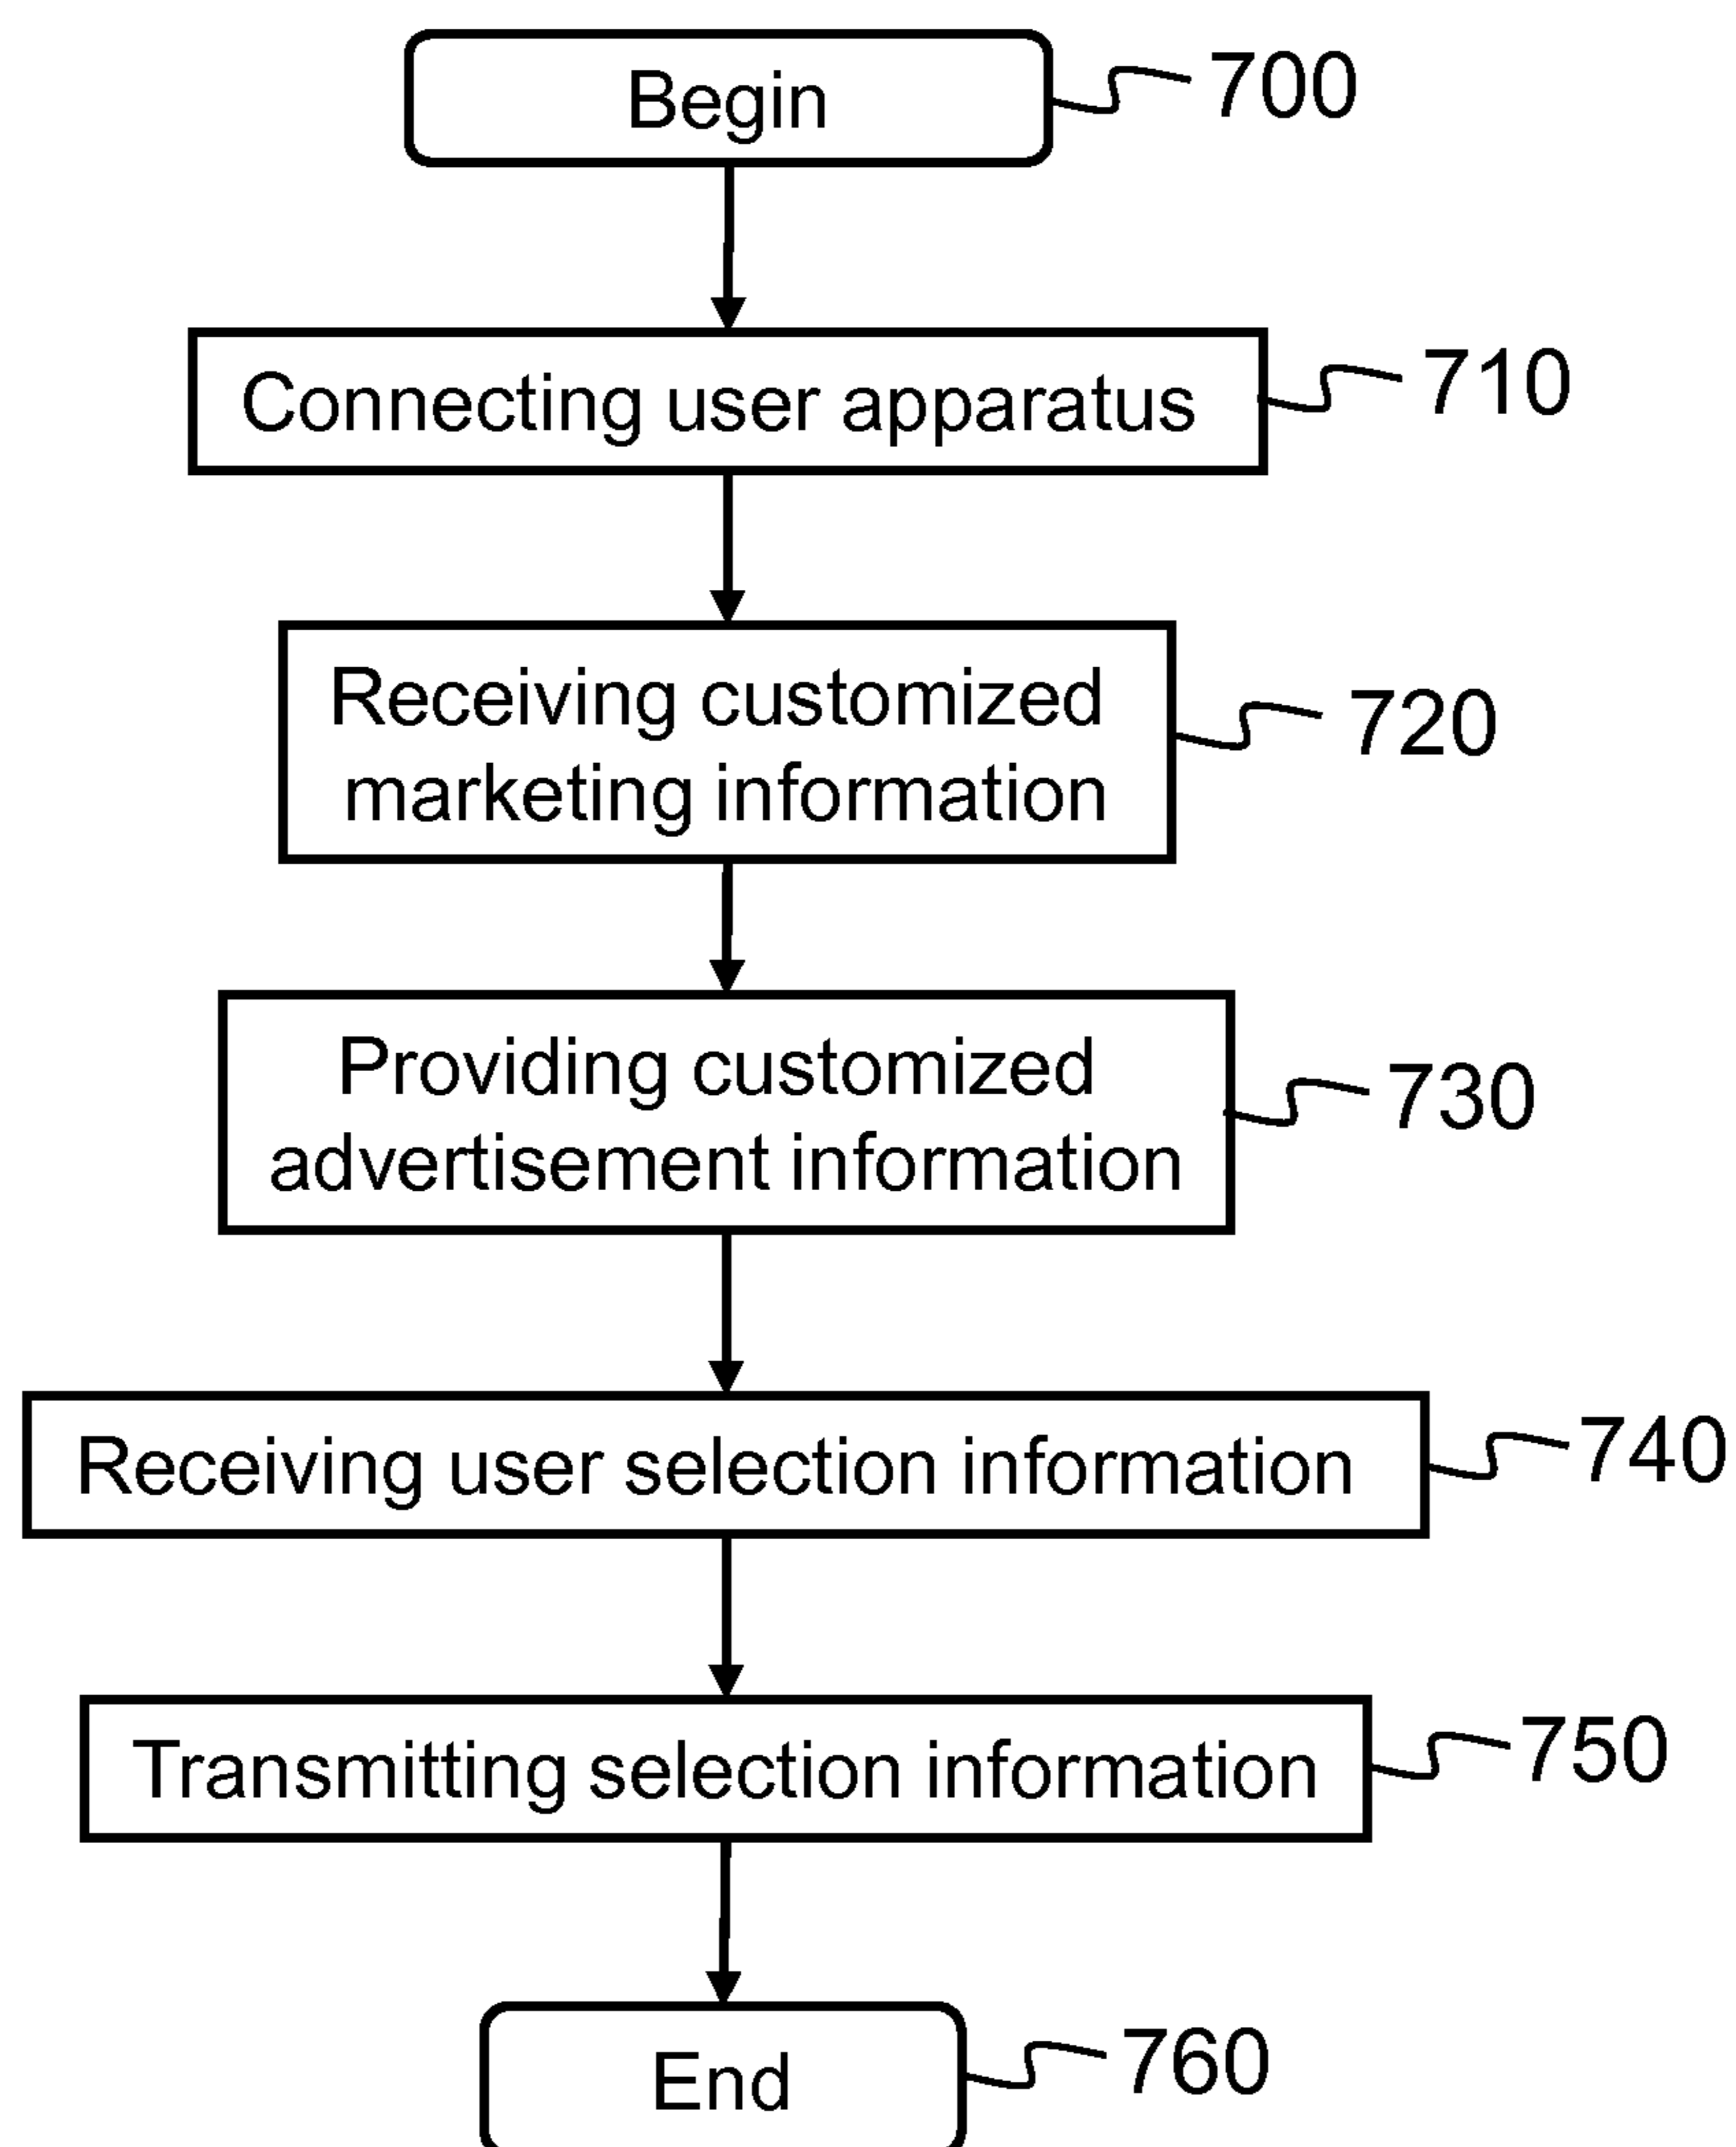 Begin
700
Connecting user apparatus
710
Receiving customized
marketing information
720
Providing customized
advertisement information
730
Receiving user selection information
740
Transmitting selection information
750
End
760